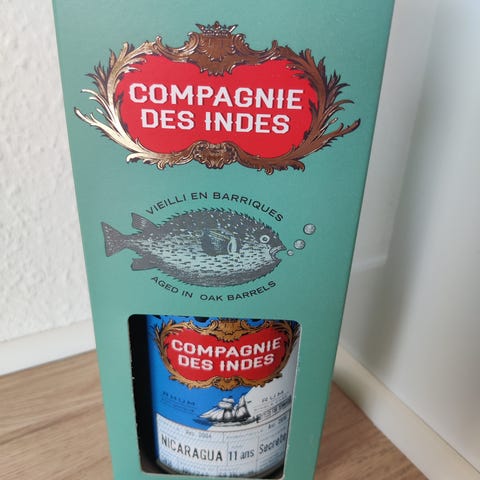 COMPAGNIE
DES INDES
VIEILLI EN BARRIQUES
AGED IN OAK BARRELS
COMPAGNIE
DES INDES
RHUM
RUM
NICARAGUA 11 ans